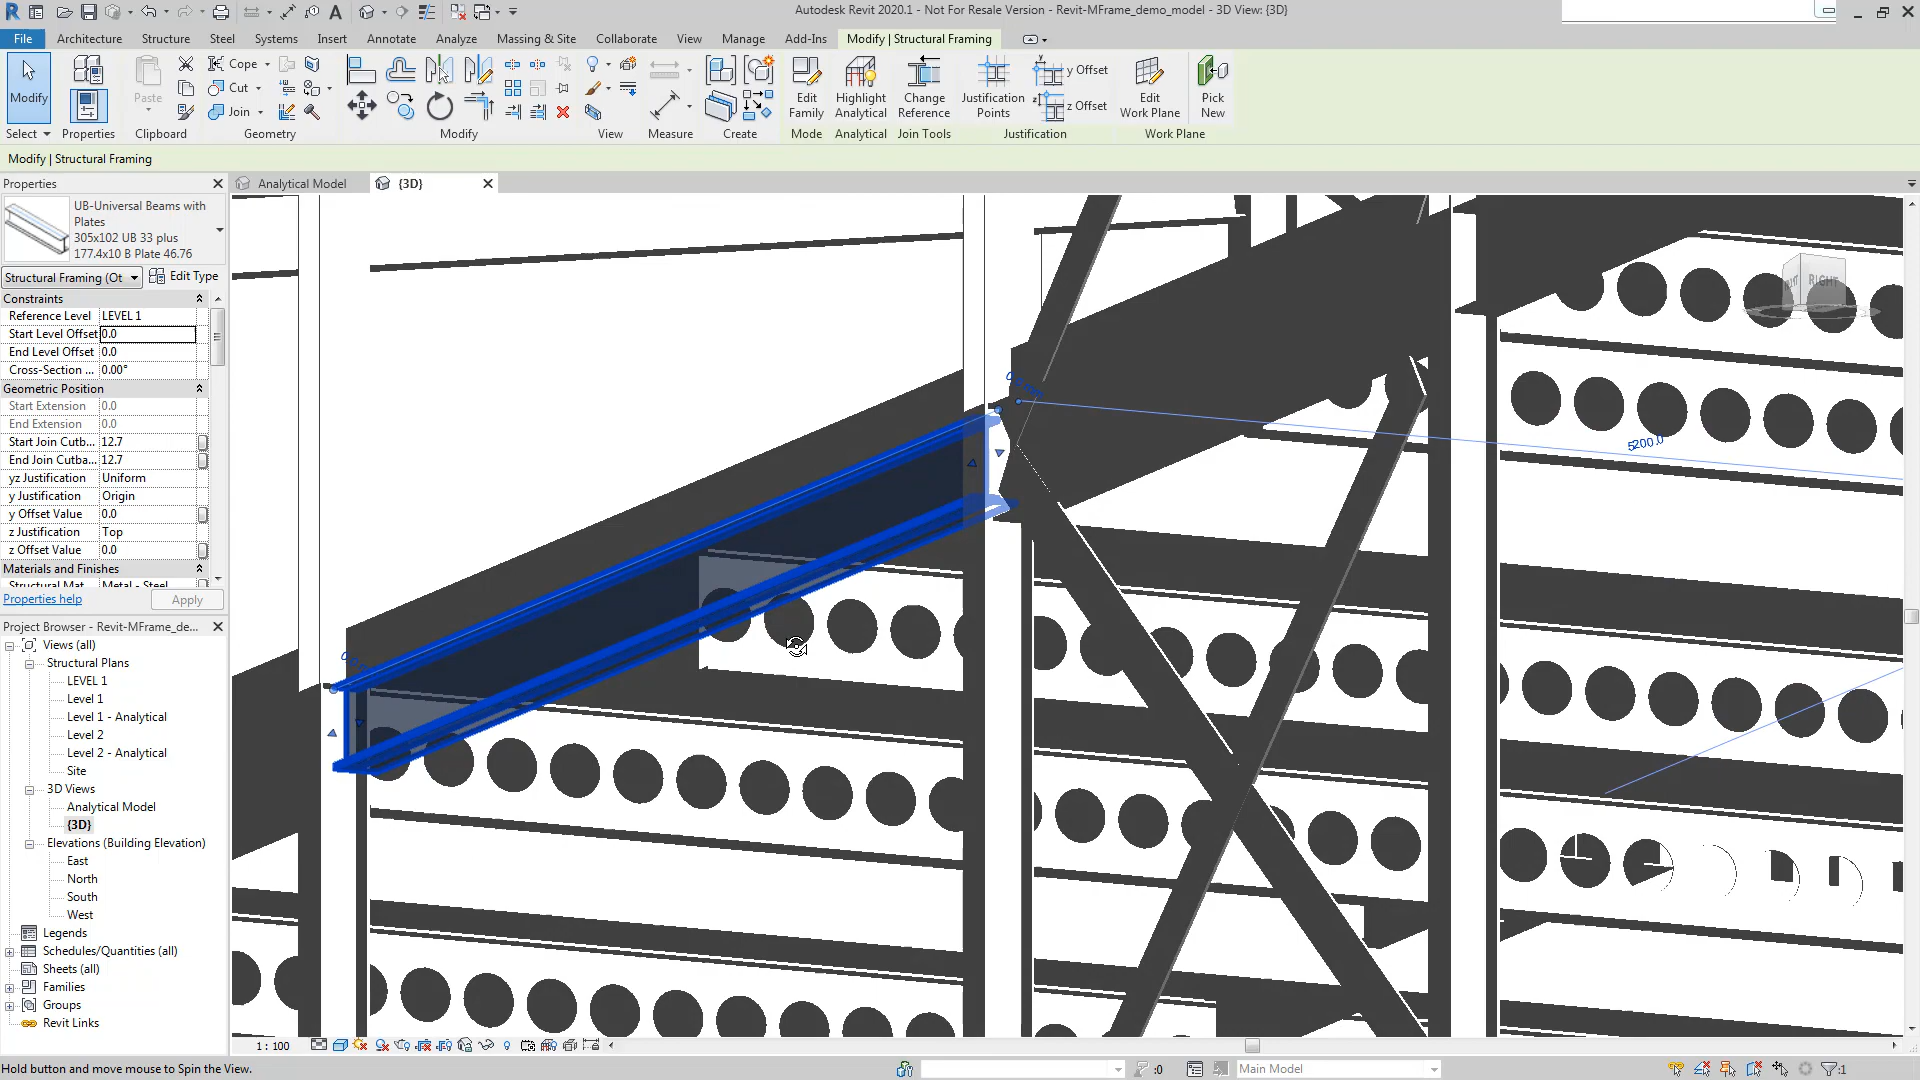 Autodesk Revit 2020.1 - Not For Resale Version - Revit-MFrame_demo_model - 3D View: {3D}
File Architecture Structure Steel Systems Insert Annotate Analyze Massing & Site Collaborate View Manage Add-Ins Modify | Structural Framing
Modify
Paste
Cope
Cut
Join
Edit Family
Highlight Analytical
Change Reference
Justification Points
y Offset
z Offset
Edit Work Plane
Pick New
Select Properties Clipboard Geometry Modify View Measure Create Mode Analytical Join Tools Justification Work Plane
Modify | Structural Framing
Properties
Analytical Model
{3D}
UB-Universal Beams with
Plates
305x102 UB 33 plus
177.4x10 B Plate 46.76
Structural Framing (Ot
Edit Type
Constraints
Reference Level LEVEL 1
Start Level Offset 0.0
End Level Offset 0.0
Cross-Section ... 0.00°
Geometric Position
Start Extension 0.0
End Extension 0.0
Start Join Cutb... 12.7
End Join Cutba... 12.7
yz Justification Uniform
y Justification Origin
y Offset Value 0.0
z Justification Top
z Offset Value 0.0
Materials and Finishes
Structural Mat Metal - Steel
Properties help
Apply
Project Browser - Revit-MFrame_de...
Views (all)
Structural Plans
LEVEL 1
Level 1
Level 1 - Analytical
Level 2
Level 2 - Analytical
Site
3D Views
Analytical Model
{3D}
Elevations (Building Elevation)
East
North
South
West
Legends
Schedules/Quantities (all)
Sheets (all)
Families
Groups
Revit Links
RIGHT
5200.0
1 : 100
Hold button and move mouse to Spin the View.
:0
Main Model
:1